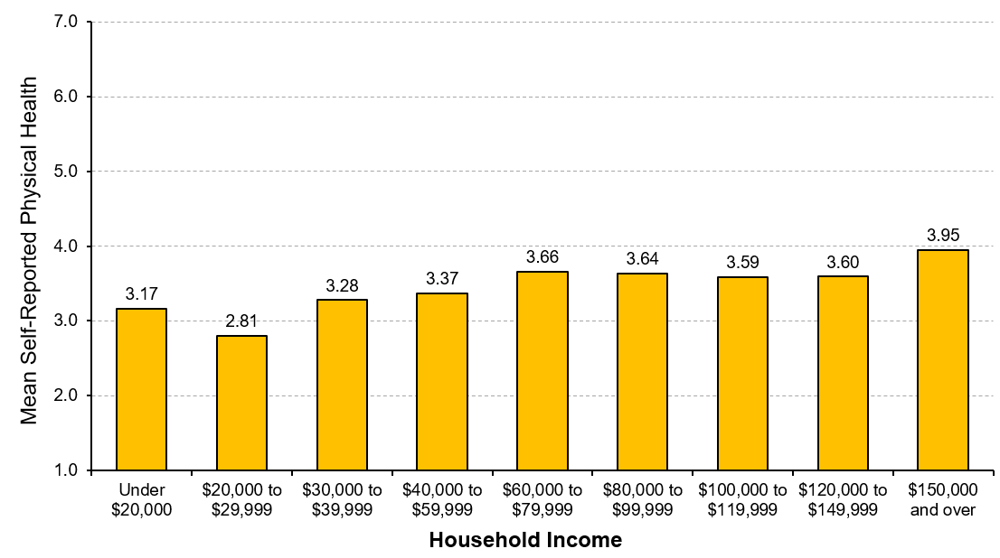 Mean Self-Reported Physical Health
7.0
6.0
5.0
4.0
3.0
2.0
1.0
3.17
2.81
3.28
3.37
3.66
3.64
3.59
3.60
3.95
Under
$20,000
$20,000 to
$29,999
$30,000 to
$39,999
$40,000 to
$59,999
$60,000 to
$79,999
$80,000 to
$99,999
$100,000 to
$119,999
$120,000 to
$149,999
$150,000
and over
Household Income